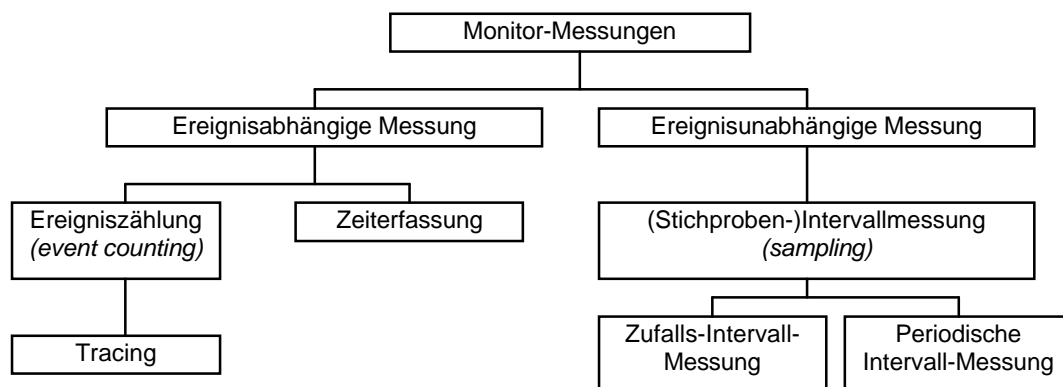 Monitor-Messungen
Ereignisabhängige Messung
Ereignisunabhängige Messung
Ereigniszählung
(event counting)
Zeiterfassung
(Stichproben-)Intervallmessung
(sampling)
Tracing
Zufalls-Intervall-
Messung
Periodische
Intervall-Messung